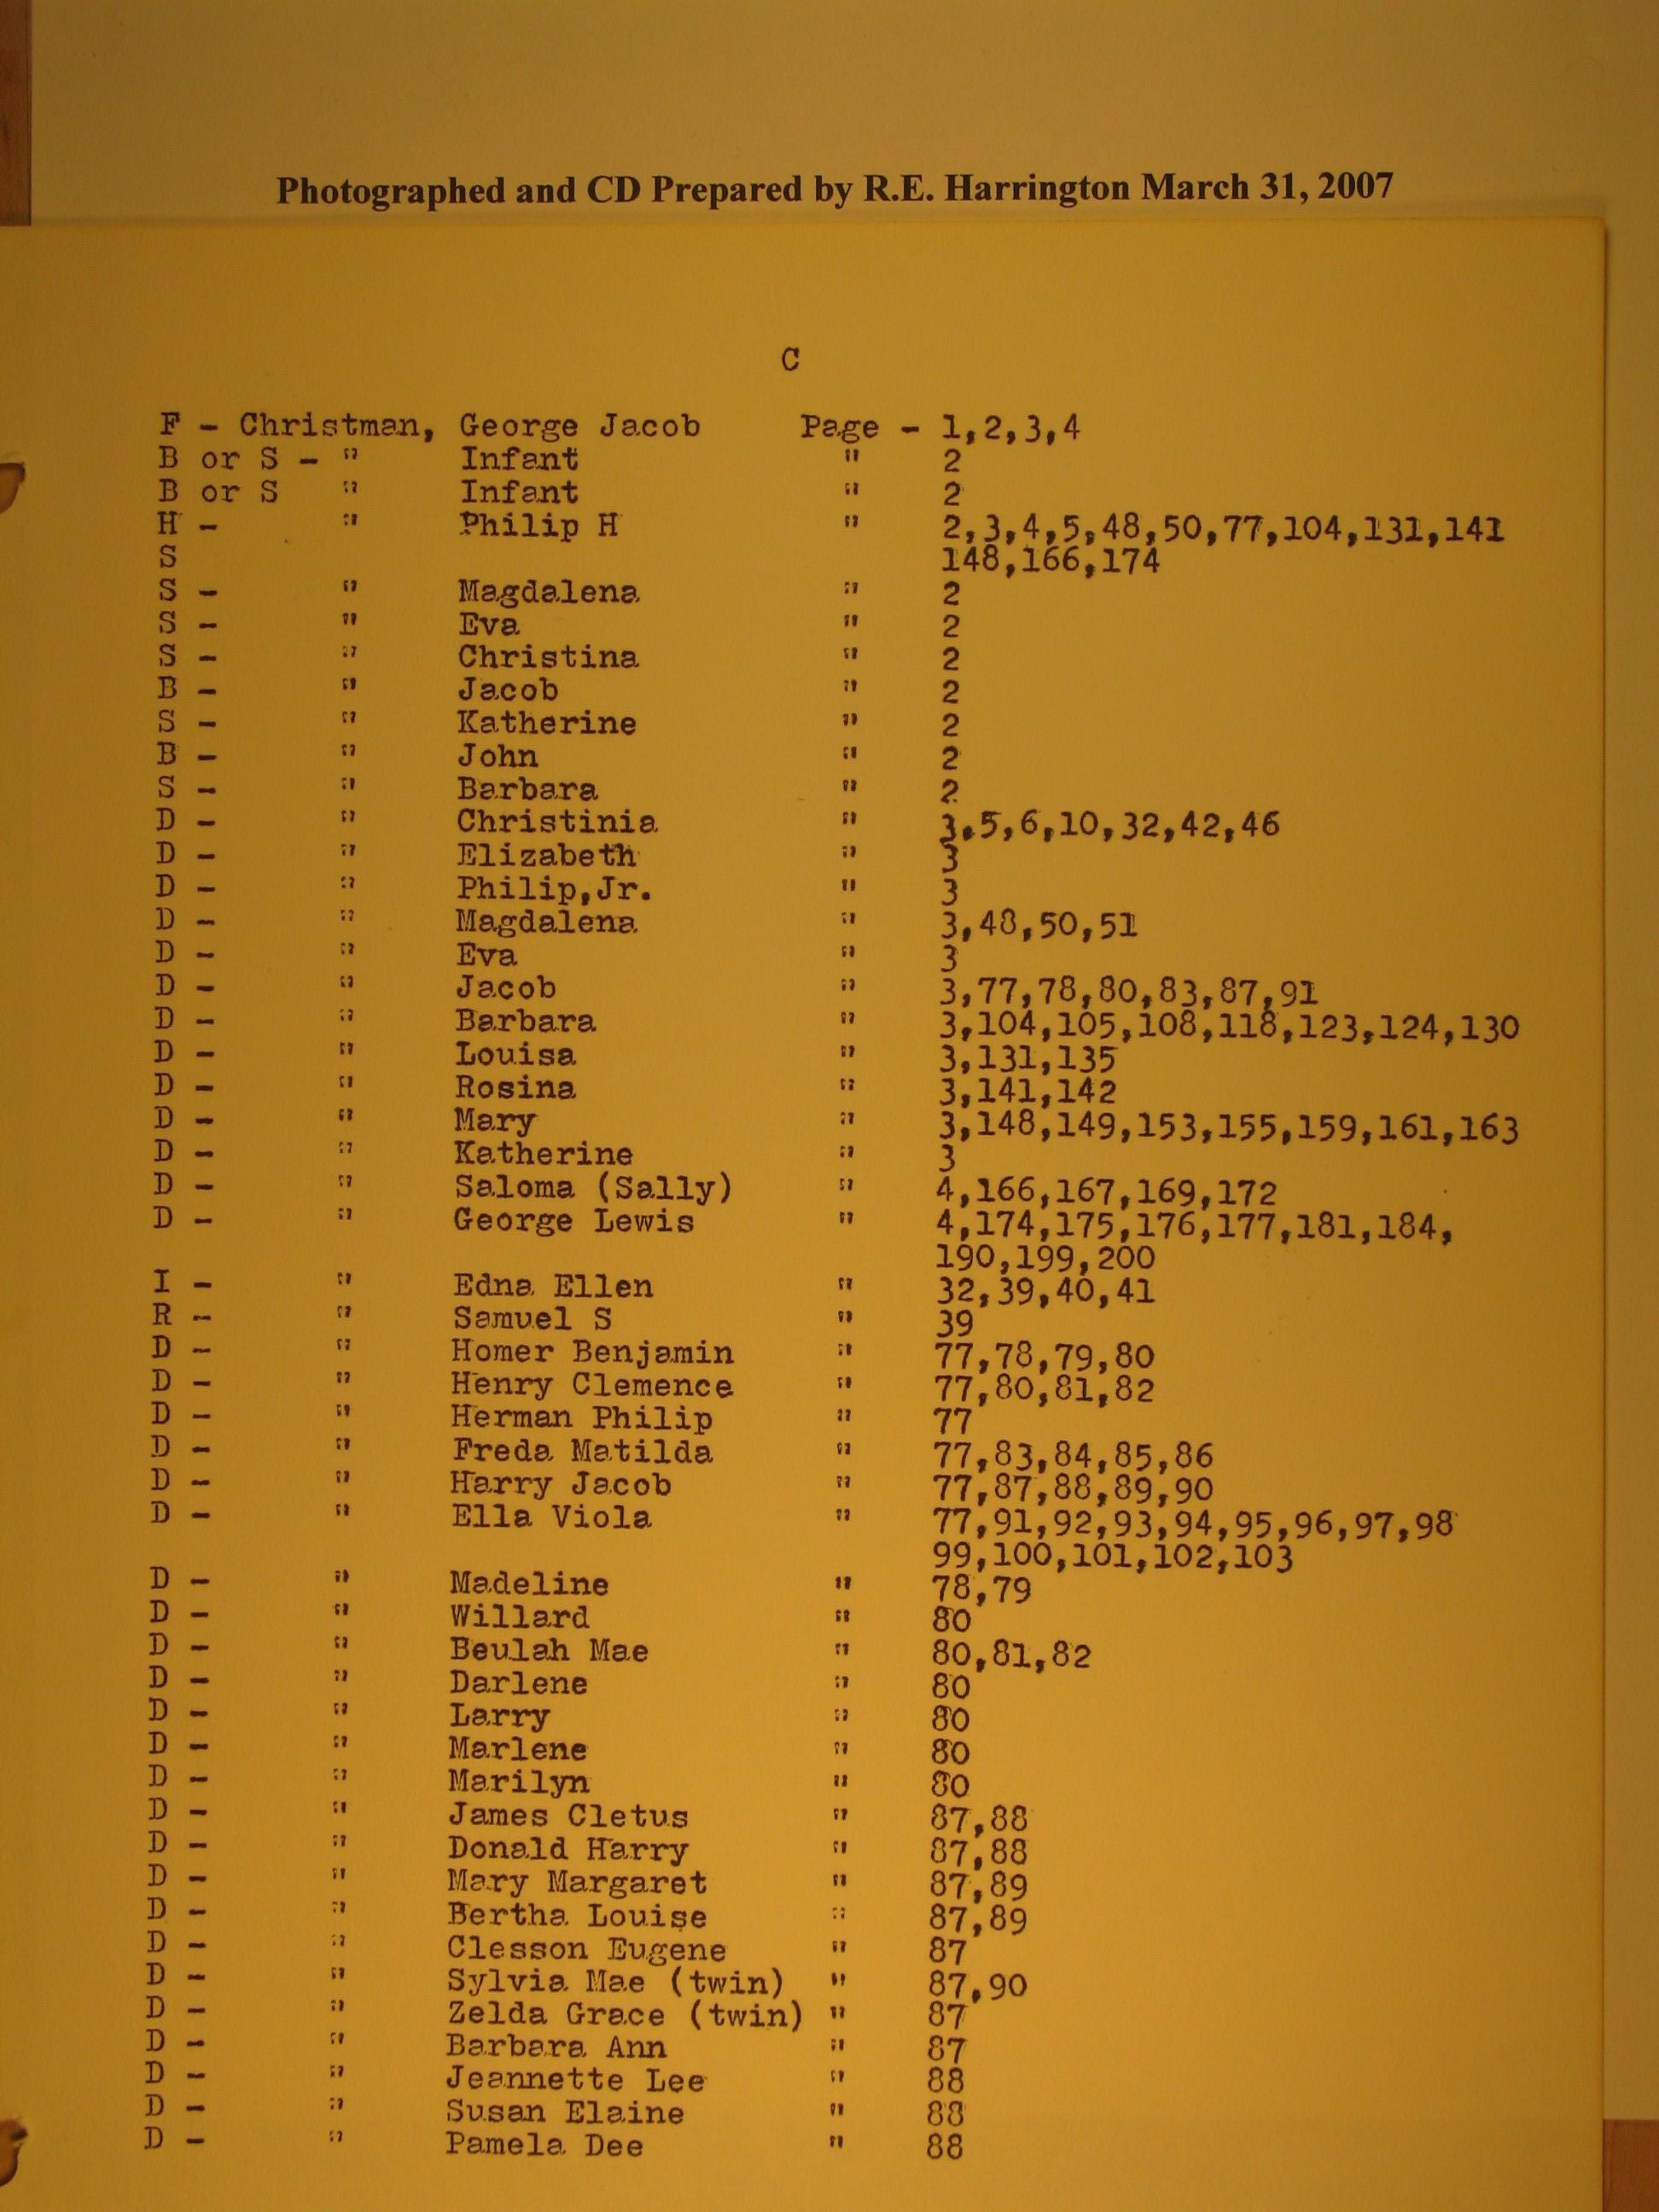 Photographed and CD Prepared by R.E. Harrington March 31, 2007
C
F - Christman, George Jacob Page - 1,2,3,4
B or S - " Infant " 2
B or S " Infant " 2
H - " Philip H " 2,3,4,5,48,50,77,104,131,141
S 148,166,174
S - " Magdalena " 2
S - " Eva " 2
S - " Christina " 2
B - " Jacob " 2
S - " Katherine " 2
B - " John " 2
S - " Barbara " 2
D - " Christinia " 3,5,6,10,32,42,46
D - " Elizabeth " 3
D - " Philip,Jr. " 3
D - " Magdalena " 3,48,50,51
D - " Eva " 3
D - " Jacob " 3,77,78,80,83,87,91
D - " Barbara " 3,104,105,108,118,123,124,130
D - " Louisa " 3,131,135
D - " Rosina " 3,141,142
D - " Mary " 3,148,149,153,155,159,161,163
D - " Katherine " 3
D - " Saloma (Sally) " 4,166,167,169,172
D - " George Lewis " 4,174,175,176,177,181,184,
190,199,200
I - " Edna Ellen " 32,39,40,41
R - " Samuel S " 39
D - " Homer Benjamin " 77,78,79,80
D - " Henry Clemence " 77,80,81,82
D - " Herman Philip " 77
D - " Freda Matilda " 77,83,84,85,86
D - " Harry Jacob " 77,87,88,89,90
D - " Ella Viola " 77,91,92,93,94,95,96,97,98
99,100,101,102,103
D - " Madeline " 78,79
D - " Willard " 80
D - " Beulah Mae " 80,81,82
D - " Darlene " 80
D - " Larry " 80
D - " Marlene " 80
D - " Marilyn " 80
D - " James Cletus " 87,88
D - " Donald Harry " 87,88
D - " Mary Margaret " 87,89
D - " Bertha Louise " 87,89
D - " Clesson Eugene " 87
D - " Sylvia Mae (twin) " 87,90
D - " Zelda Grace (twin) " 87
D - " Barbara Ann " 87
D - " Jeannette Lee " 88
D - " Susan Elaine " 88
D - " Pamela Dee " 88